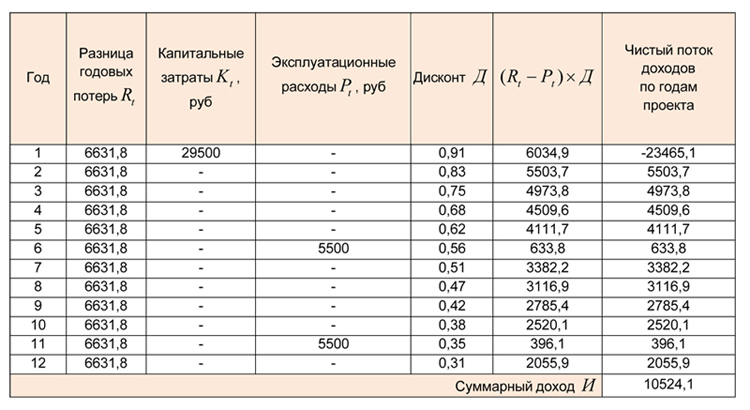 Год Разница годовых потерь Rₜ Капитальные затраты Kₜ, руб Эксплуатационные расходы Pₜ, руб Дисконт Д (Rₜ – Pₜ)×Д Чистый поток доходов по годам проекта
1 6631,8 29500 - 0,91 6034,9 -23465,1
2 6631,8 - - 0,83 5503,7 5503,7
3 6631,8 - - 0,75 4973,8 4973,8
4 6631,8 - - 0,68 4509,6 4509,6
5 6631,8 - - 0,62 4111,7 4111,7
6 6631,8 - 5500 0,56 633,8 633,8
7 6631,8 - - 0,51 3382,2 3382,2
8 6631,8 - - 0,47 3116,9 3116,9
9 6631,8 - - 0,42 2785,4 2785,4
10 6631,8 - - 0,38 2520,1 2520,1
11 6631,8 - 5500 0,35 396,1 396,1
12 6631,8 - - 0,31 2055,9 2055,9
Суммарный доход И 10524,1